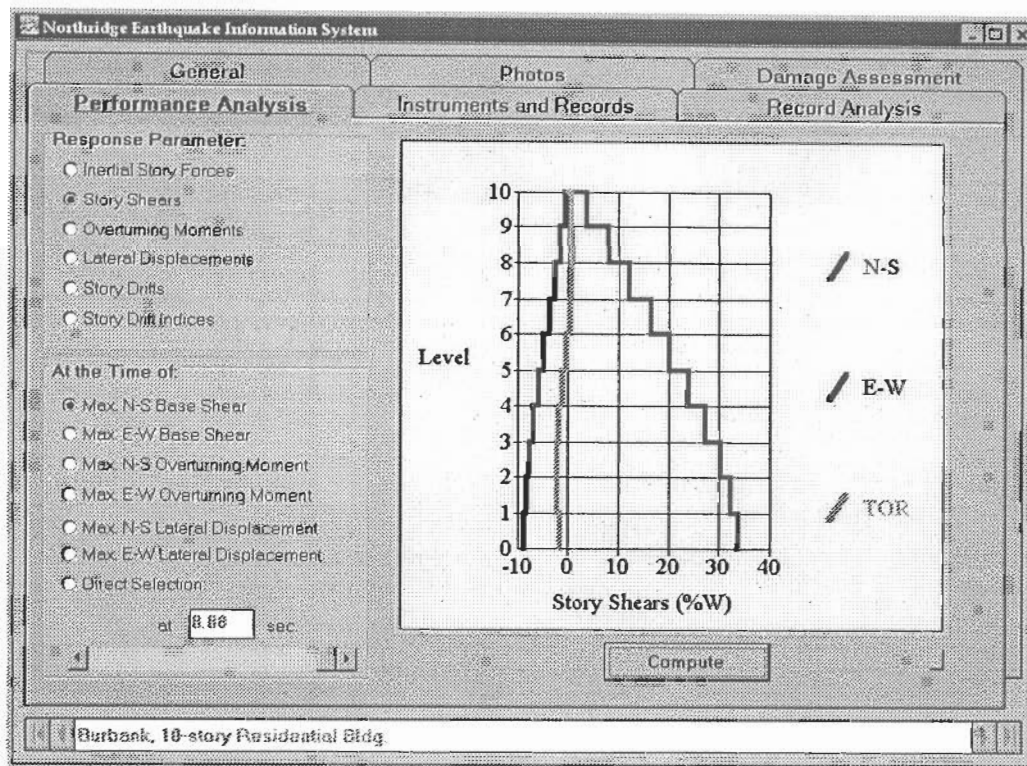 Northridge Earthquake Information System
General
Photos
Damage Assessment
Performance Analysis
Instruments and Records
Record Analysis
Response Parameter:
Inertial Story Forces
Story Shears
Overturning Moments
Lateral Displacements
Story Drifts
Story Drift Indices
At the Time of:
Max. N-S Base Shear
Max. E-W Base Shear
Max. N-S Overturning Moment
Max. E-W Overturning Moment
Max. N-S Lateral Displacement
Max. E-W Lateral Displacement
Direct Selection:
at 8.88 sec.
10
9
8
7
6
5
4
3
2
1
0
Level
-10 0 10 20 30 40
Story Shears (%W)
N-S
E-W
TOR
Compute
Burbank, 10-story Residential Bldg.